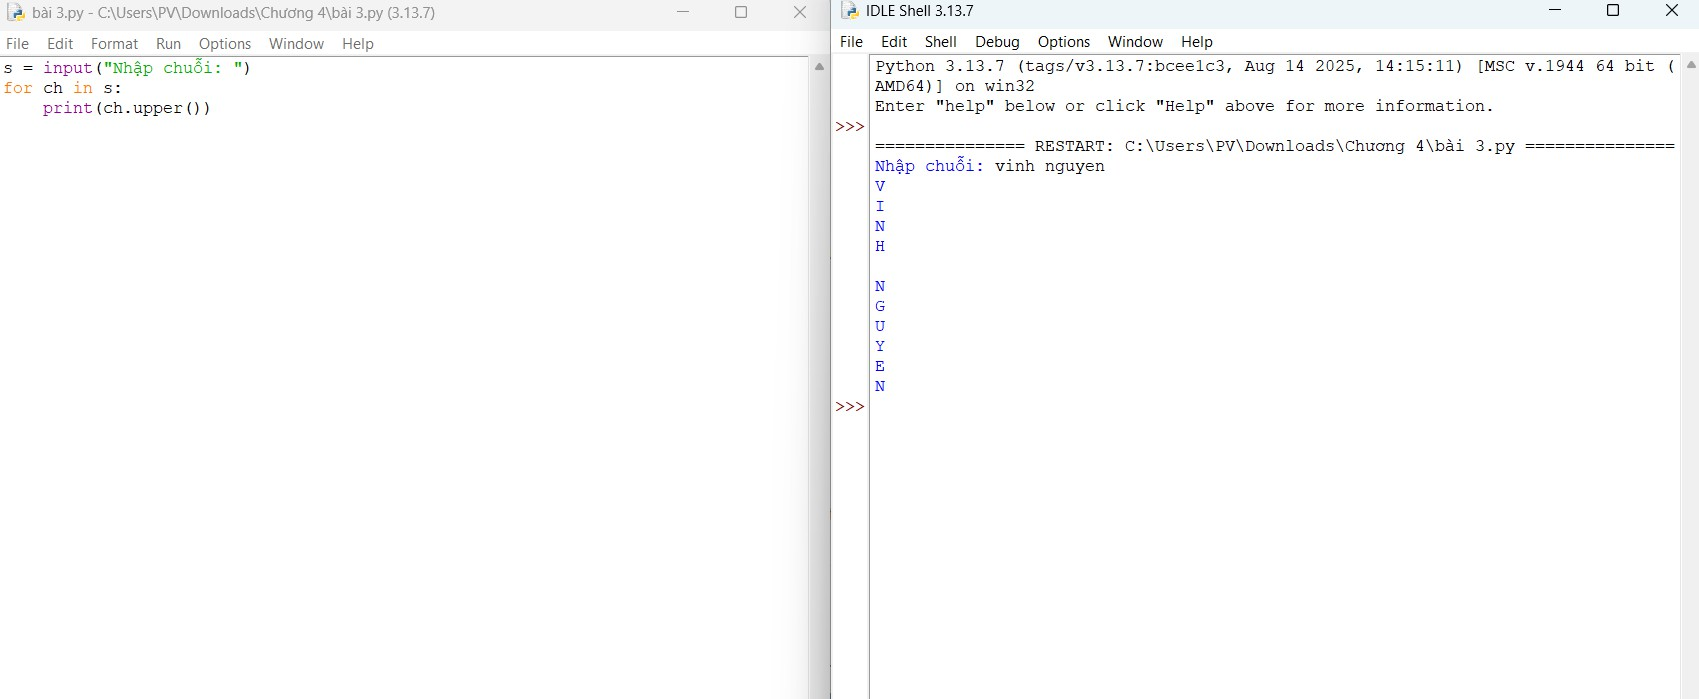 bài 3.py - C:\Users\PV\Downloads\Chương 4\bài 3.py (3.13.7)
File Edit Format Run Options Window Help
s = input("Nhập chuỗi: ")
for ch in s:
    print(ch.upper())
IDLE Shell 3.13.7
File Edit Shell Debug Options Window Help
Python 3.13.7 (tags/v3.13.7:bcee1c3, Aug 14 2025, 14:15:11) [MSC v.1944 64 bit (
AMD64)] on win32
Enter "help" below or click "Help" above for more information.
>>>
=============== RESTART: C:\Users\PV\Downloads\Chương 4\bài 3.py ===============
Nhập chuỗi: vinh nguyen
V
I
N
H

N
G
U
Y
E
N
>>>